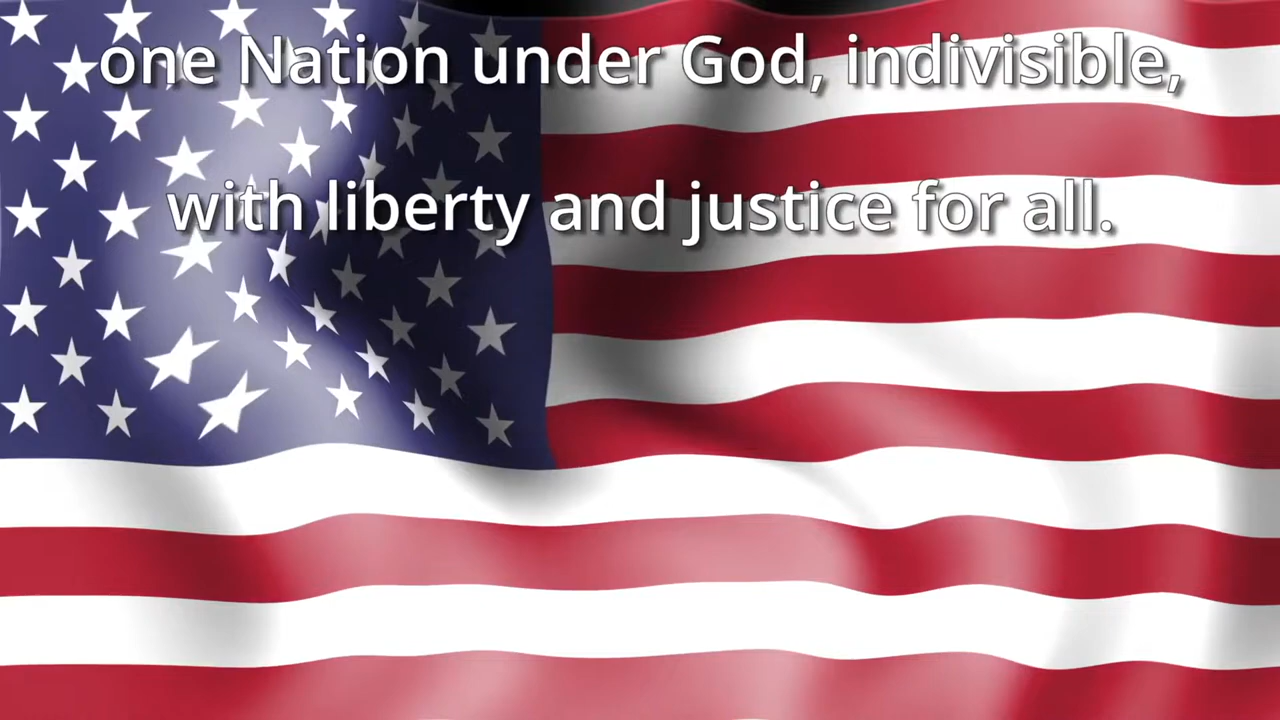 one Nation under God, indivisible,
with liberty and justice for all.